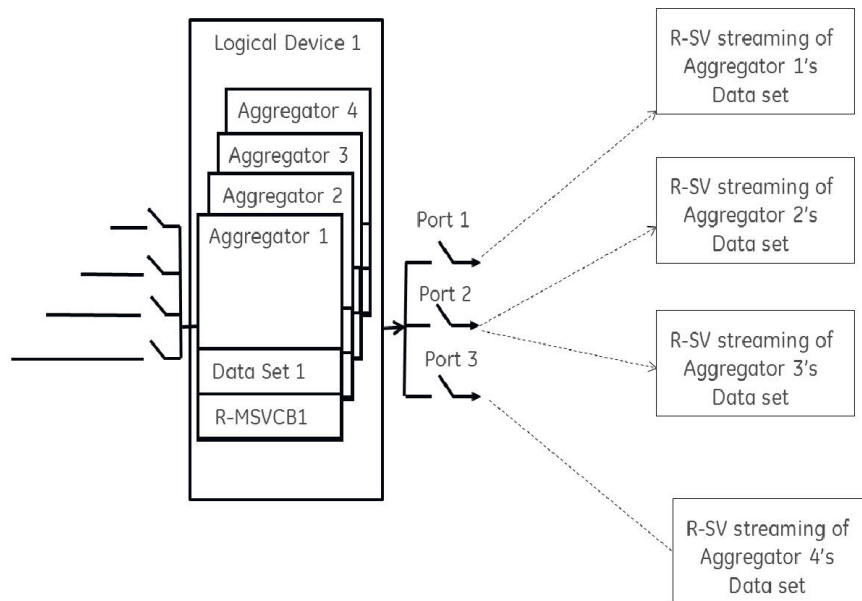 Logical Device 1
Aggregator 4
Aggregator 3
Aggregator 2
Aggregator 1
Data Set 1
R-MSVCB1
Port 1
Port 2
Port 3
R-SV streaming of
Aggregator 1's
Data set
R-SV streaming of
Aggregator 2's
Data set
R-SV streaming of
Aggregator 3's
Data set
R-SV streaming of
Aggregator 4's
Data set